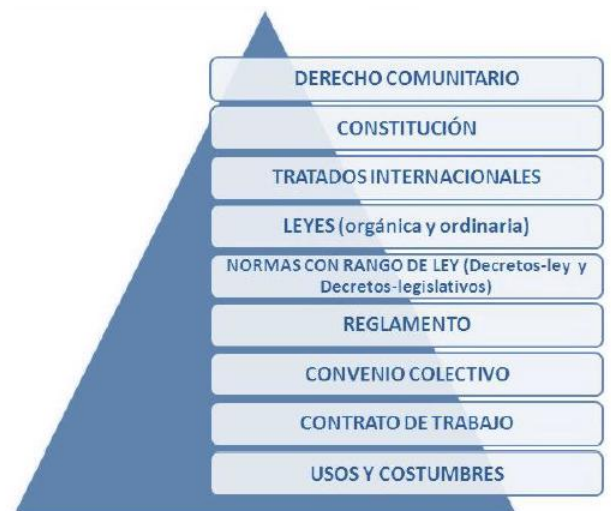 DERECHO COMUNITARIO
CONSTITUCIÓN
TRATADOS INTERNACIONALES
LEYES (orgánica y ordinaria)
NORMAS CON RANGO DE LEY (Decretos-ley y
Decretos-legislativos)
REGLAMENTO
CONVENIO COLECTIVO
CONTRATO DE TRABAJO
USOS Y COSTUMBRES